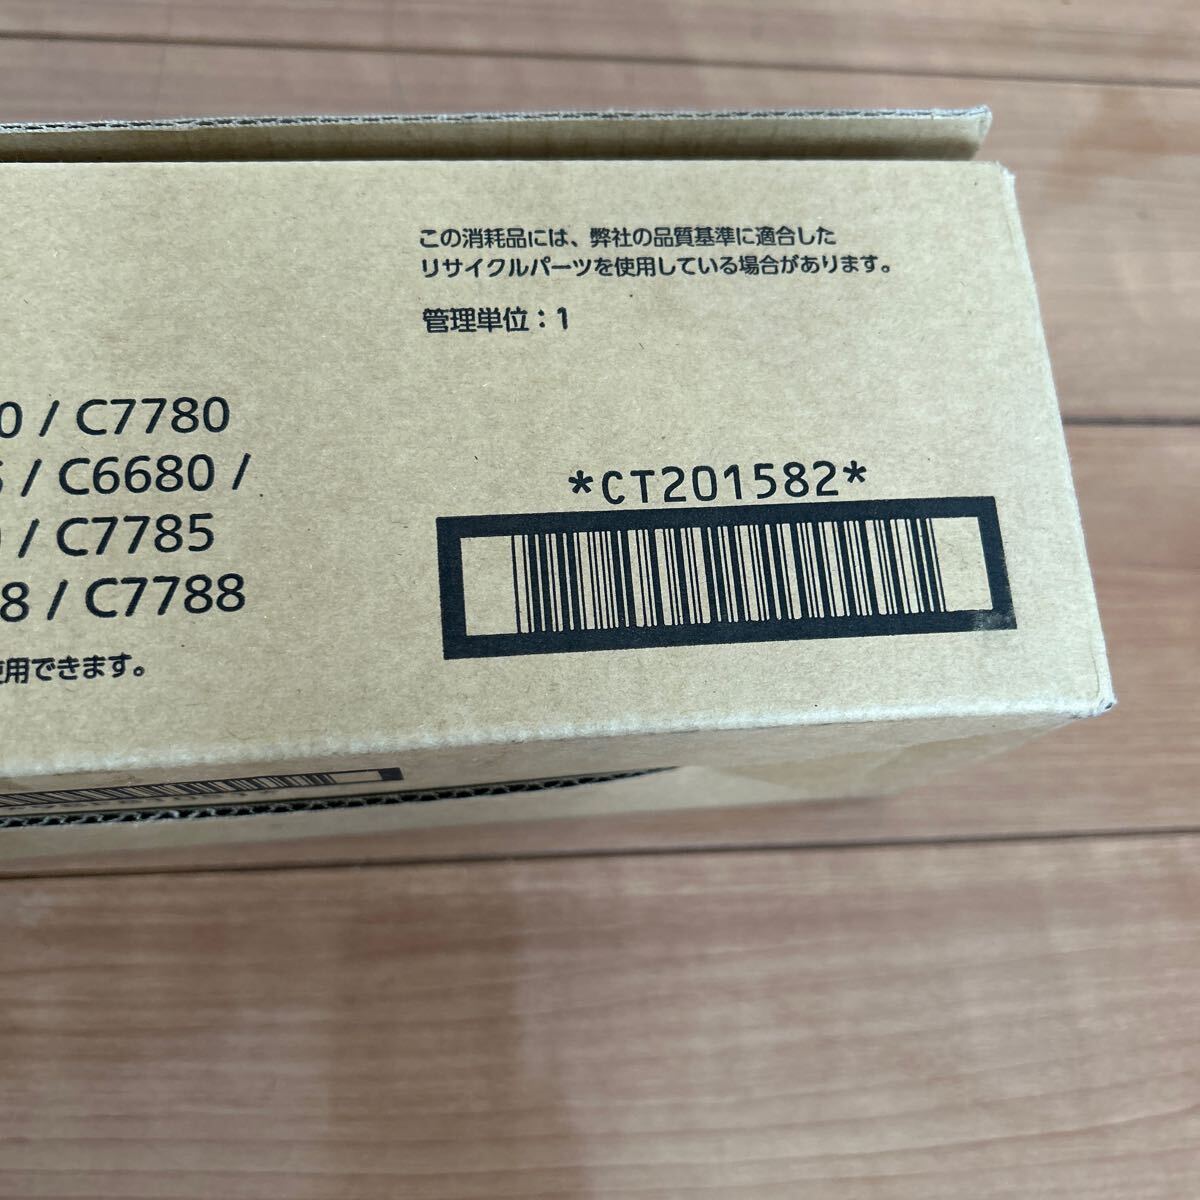 この消耗品には、弊社の品質基準に適合した
リサイクルパーツを使用している場合があります。
管理単位：1
0 / C7780
/ C6680 /
/ C7785
8 / C7788
使用できます。
*CT201582*